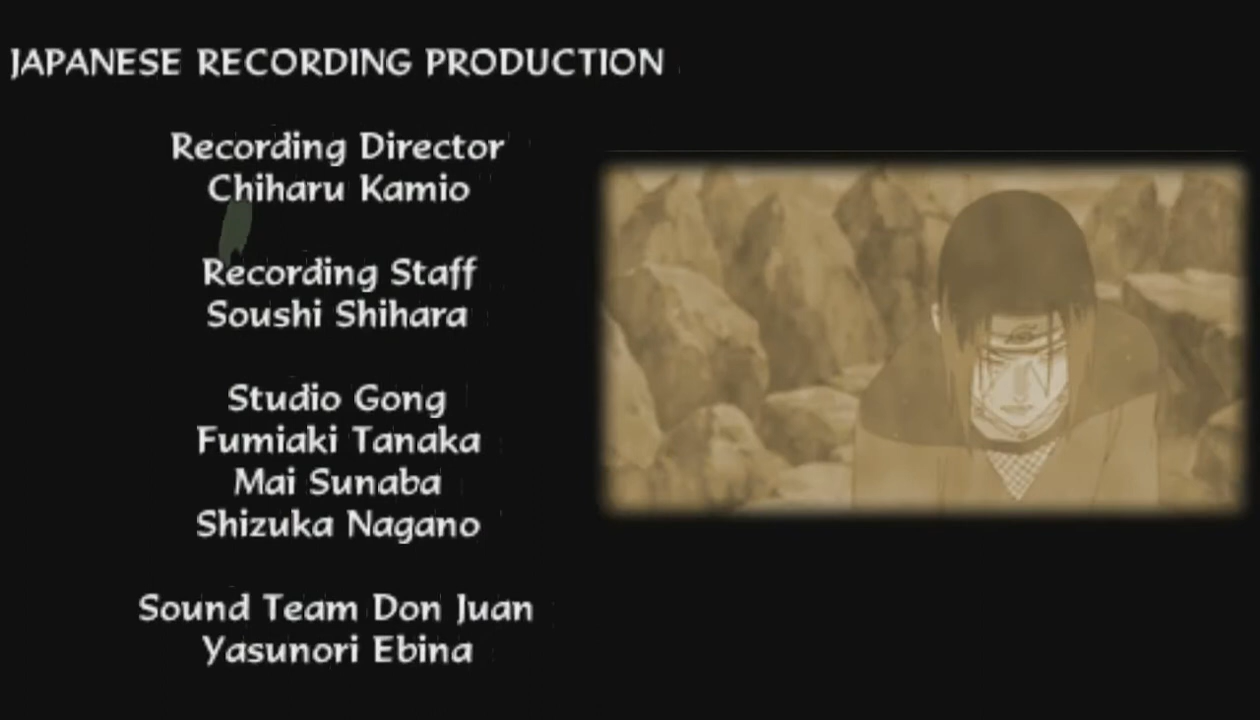 JAPANESE RECORDING PRODUCTION
Recording Director
Chiharu Kamio
Recording Staff
Soushi Shihara
Studio Gong
Fumiaki Tanaka
Mai Sunaba
Shizuka Nagano
Sound Team Don Juan
Yasunori Ebina